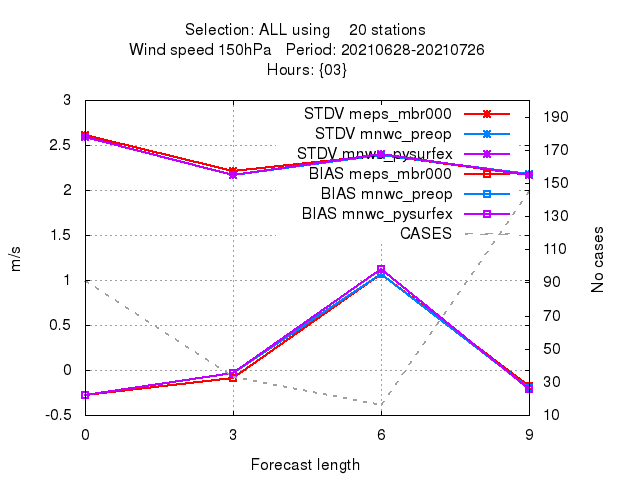 Selection: ALL using 20 stations
Wind speed 150hPa Period: 20210628-20210726
Hours: {03}
STDV meps_mbr000
STDV mnwc_preop
STDV mnwc_pysurfex
BIAS meps_mbr000
BIAS mnwc_preop
BIAS mnwc_pysurfex
CASES
m/s
3
2.5
2
1.5
1
0.5
0
-0.5
No cases
190
170
150
130
110
90
70
50
30
10
0 3 6 9
Forecast length